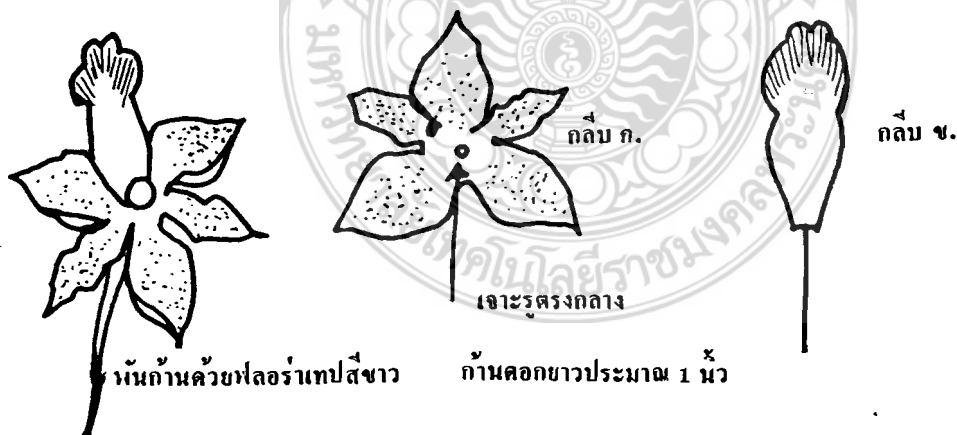 กลีบ ก.
กลีบ ข.
เจาะรูตรงกลาง
พันก้านด้วยฟลอร่าเทปสีขาว
ก้านดอกยาวประมาณ 1 นิ้ว